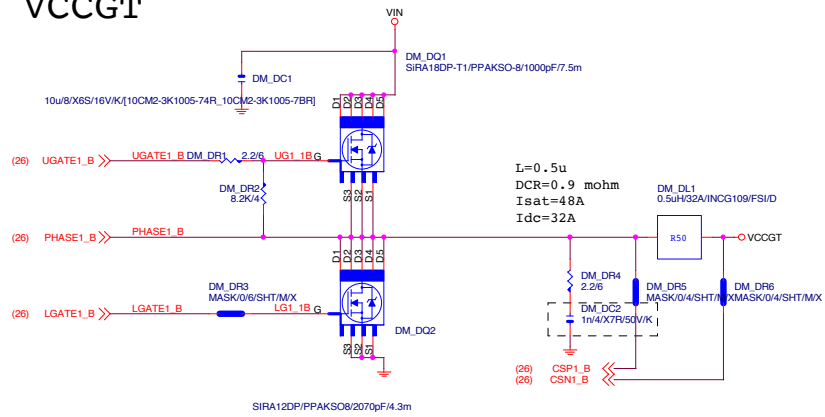 VCCGT
VIN
DM_DQ1
SiRA18DP-T1/PPAKSO-8/1000pF/7.5m
DM_DC1
10u/8/X6S/16V/K/[10CM2-3K1005-74R_10CM2-3K1005-7BR]
D1
D2
D3
D4
D5
(26) UGATE1_B UGATE1_B DM_DR1 2.2/6 UG1_1B G
DM_DR2
8.2K/4
S3
S2
S1
L=0.5u
DCR=0.9 mohm
Isat=48A
Idc=32A
DM_DL1
0.5uH/32A/INCG109/FSI/D
R50
VCCGT
(26) PHASE1_B PHASE1_B
D1
D2
D3
D4
D5
DM_DR3
MASK/0/6/SHT/M/X
(26) LGATE1_B LGATE1_B LG1_1B G
DM_DQ2
S3
S2
S1
DM_DR4
2.2/6
DM_DR5
MASK/0/4/SHT/M/X
DM_DR6
MASK/0/4/SHT/M/X
DM_DC2
1n/4/X7R/50V/K
(26) CSP1_B
(26) CSN1_B
SIRA12DP/PPAKSO8/2070pF/4.3m